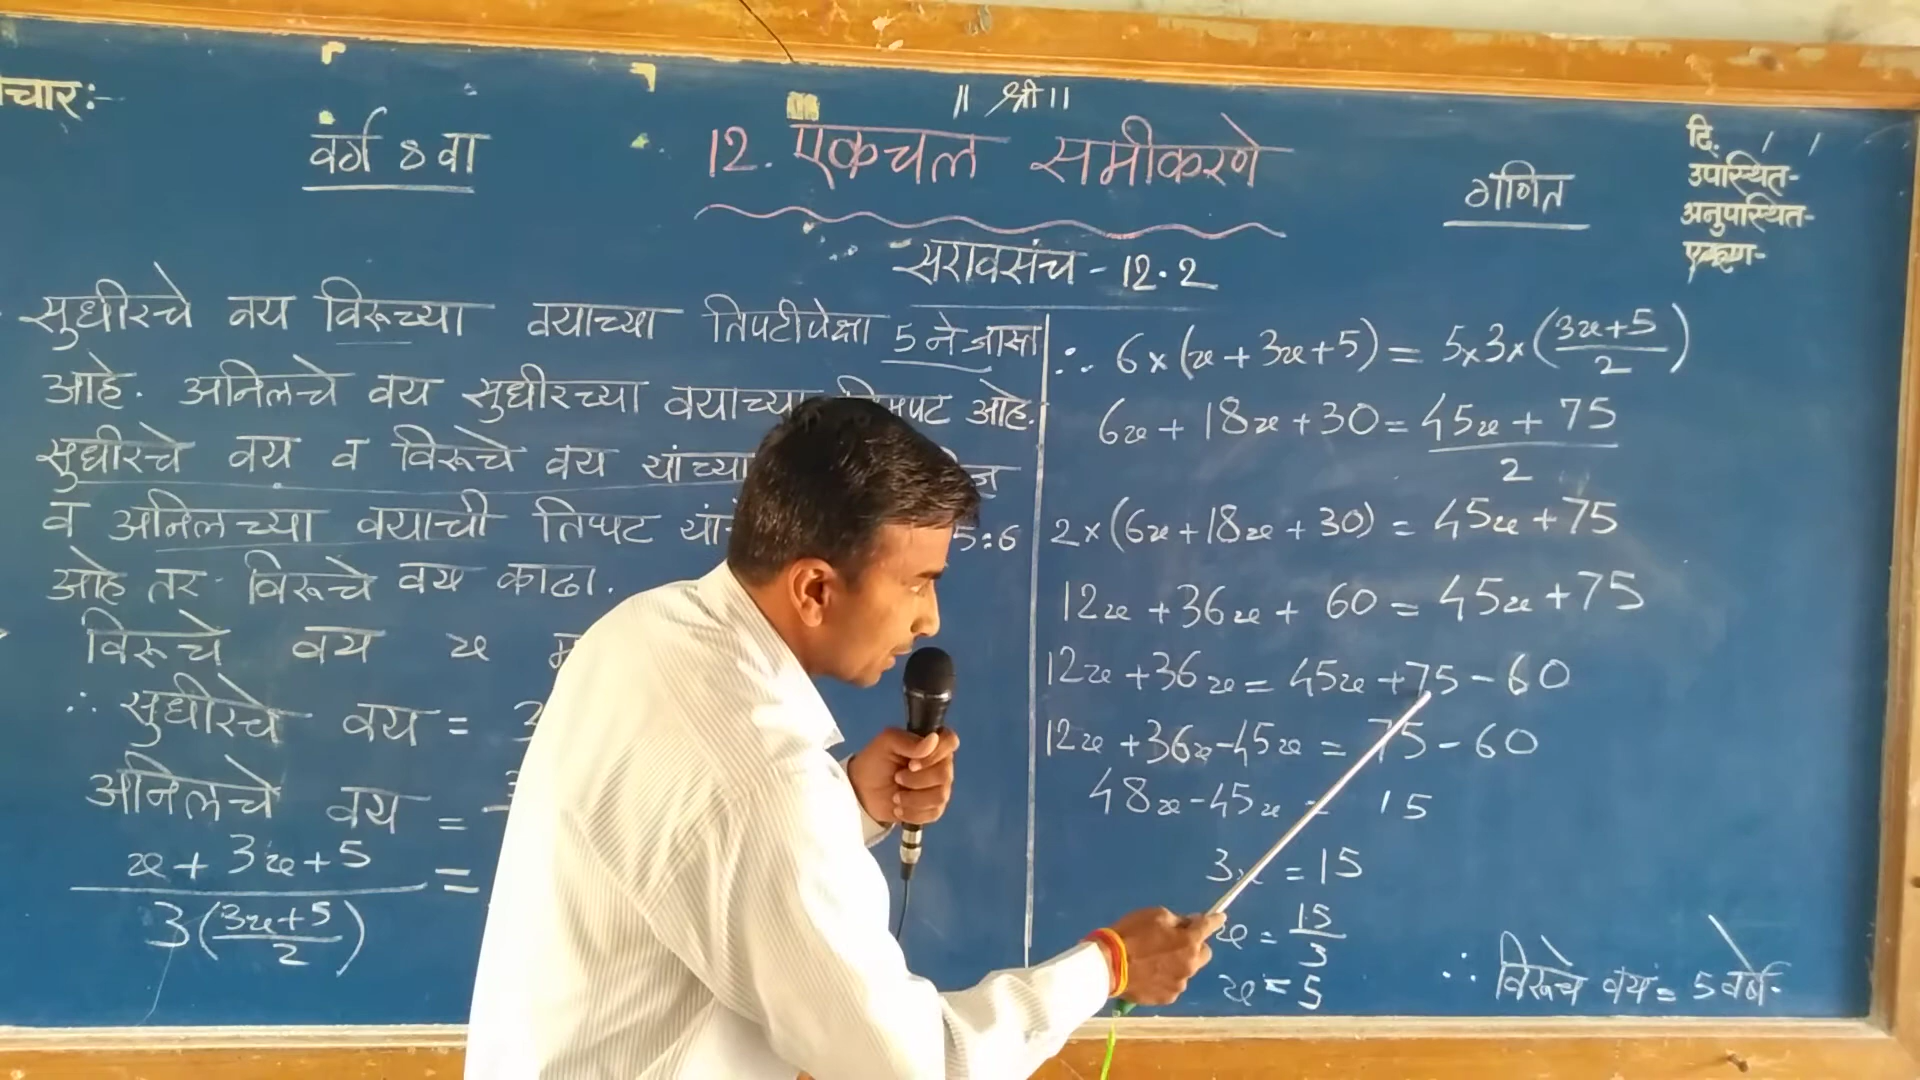 ॥ श्री ॥
चारः-
वर्ग 8 वा
12. एकचल समीकरणे
गणित
दि. / /
उपस्थित-
अनुपस्थित-
एकूण-
सरावसंच - 12.2
सुधीरचे वय विरूच्या वयाच्या तिपटीपेक्षा 5 ने जास्त
आहे. अनिलचे वय सुधीरच्या वयाच्या आहे.
सुधीरचे वय व विरूचे वय यांच्या
व अनिलच्या वयाची तिप्पट 5:6
आहे तर विरूचे वय काढा.
विरूचे वय x
∴ सुधीरचे वय =
अनिलचे वय =
x + 3x + 5 / 3(3x+5/2) =
∴ 6×(x + 3x + 5) = 5×3×(3x+5/2)
6x + 18x + 30 = 45x + 75 / 2
2×(6x + 18x + 30) = 45x + 75
12x + 36x + 60 = 45x + 75
12x + 36x = 45x + 75 - 60
12x + 36x - 45x = 75 - 60
48x - 45x = 15
3x = 15
x = 15/3
x = 5
∴ विरूचे वय = 5 वर्षे.